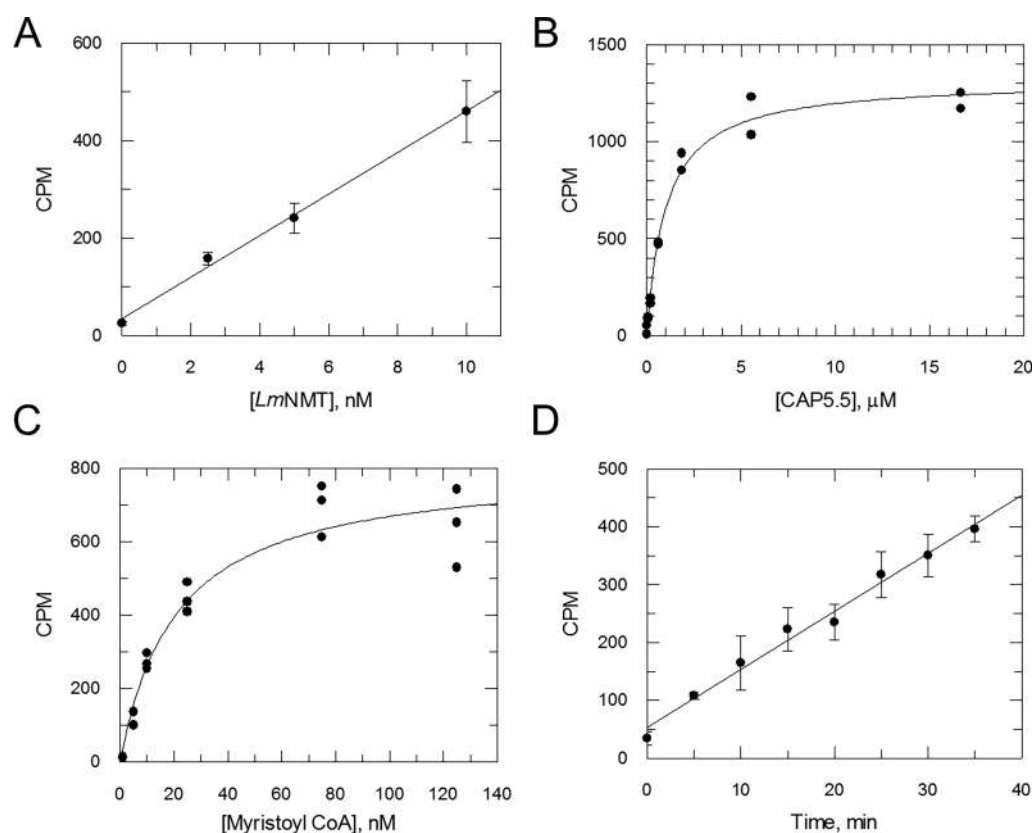 A
600
400
200
0
CPM
0 2 4 6 8 10
[LmNMT], nM
B
1500
1000
500
0
CPM
0 5 10 15 20
[CAP5.5], μM
C
800
600
400
200
0
CPM
0 20 40 60 80 100 120 140
[Myristoyl CoA], nM
D
500
400
300
200
100
0
CPM
0 10 20 30 40
Time, min